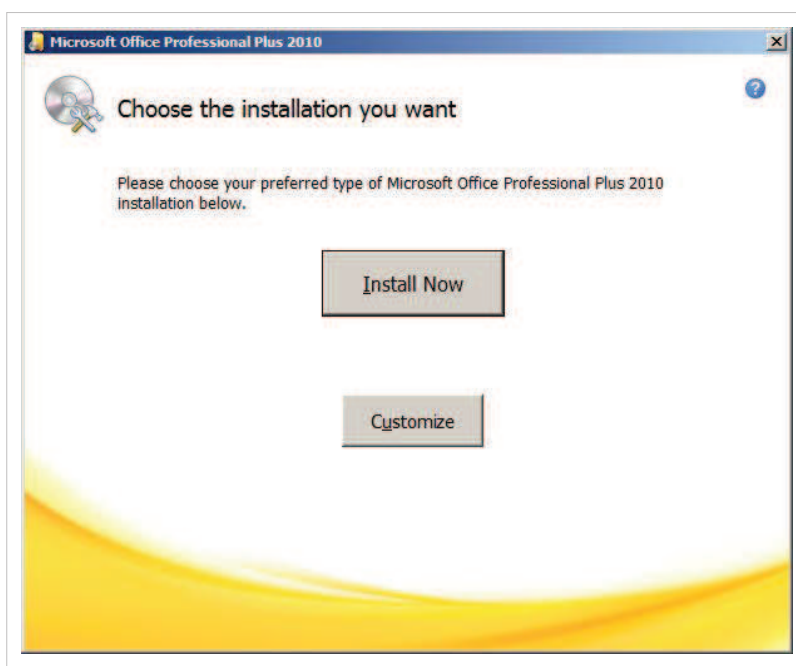 Microsoft Office Professional Plus 2010
Choose the installation you want
Please choose your preferred type of Microsoft Office Professional Plus 2010
installation below.
Install Now
Customize